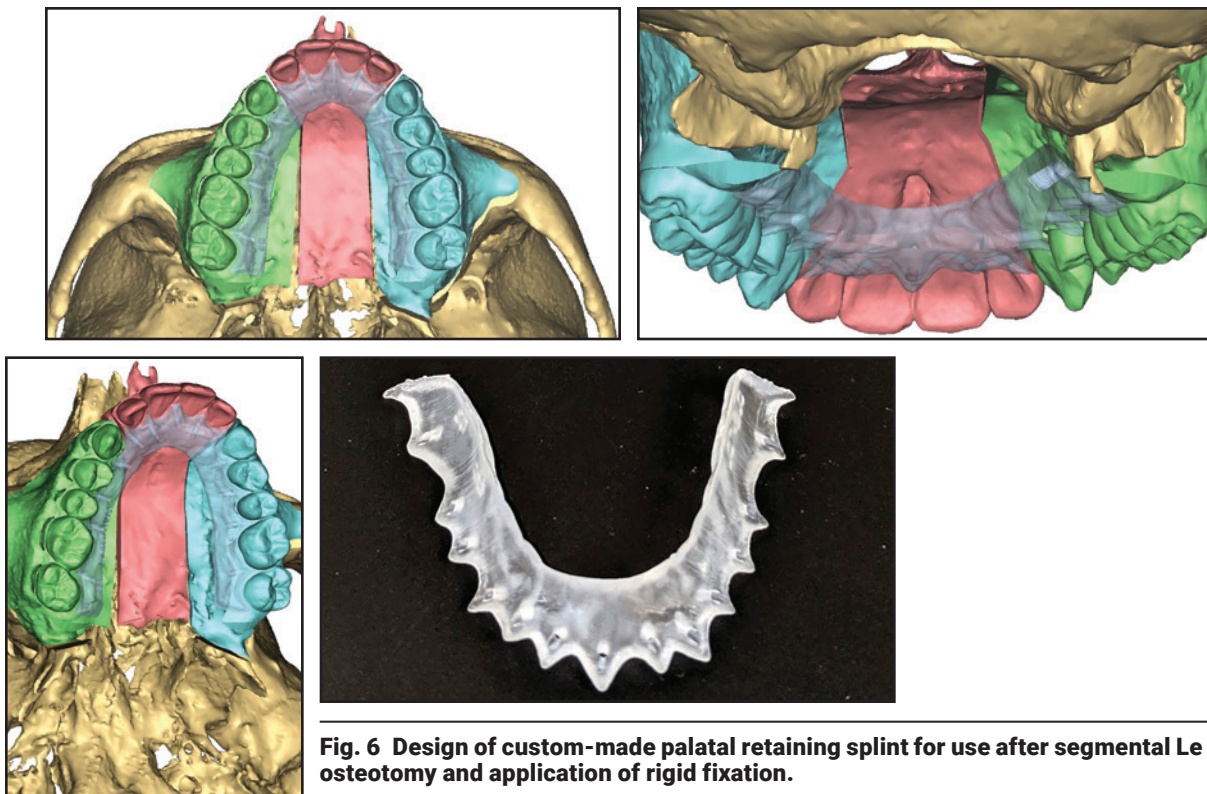 Fig. 6 Design of custom-made palatal retaining splint for use after segmental Le
osteotomy and application of rigid fixation.